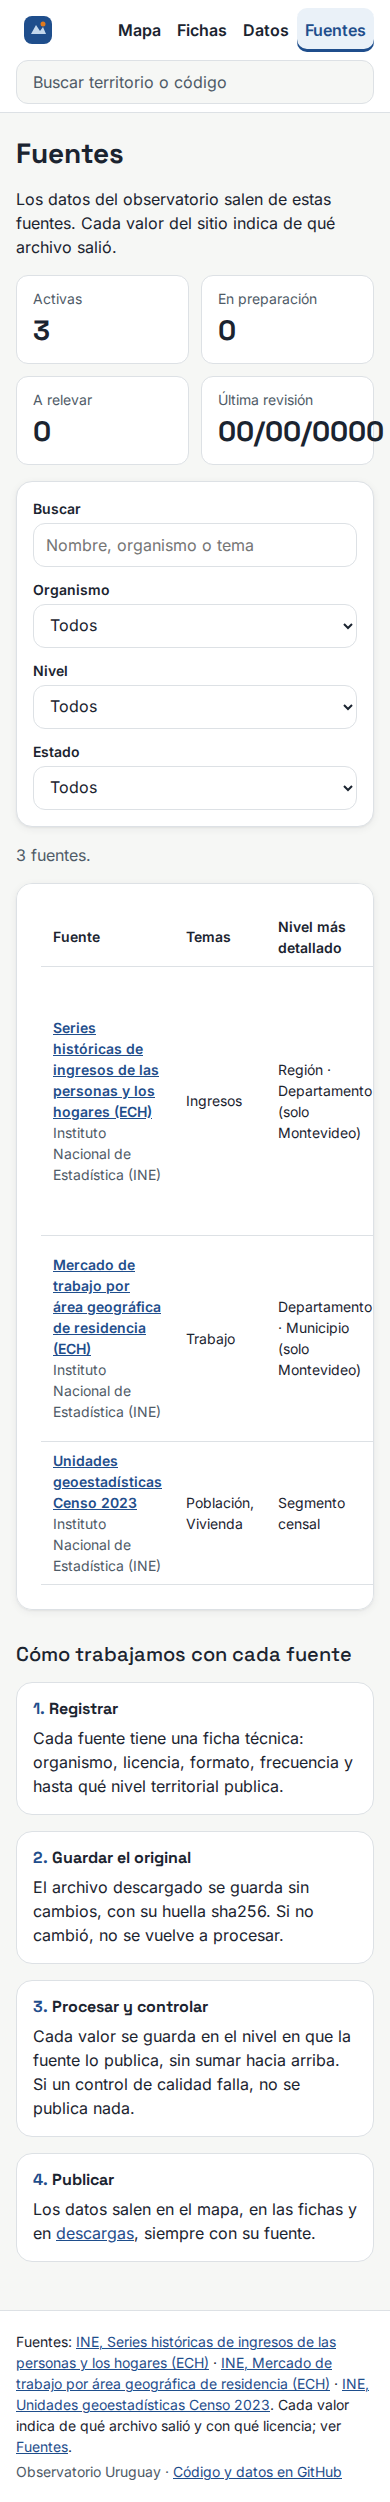 Mapa Fichas Datos Fuentes
Buscar territorio o código
Fuentes
Los datos del observatorio salen de estas
fuentes. Cada valor del sitio indica de qué
archivo salió.
Activas
3
En preparación
0
A relevar
0
Última revisión
00/00/0000
Buscar
Nombre, organismo o tema
Organismo
Todos
Nivel
Todos
Estado
Todos
3 fuentes.
Fuente
Temas
Nivel más
detallado
Series
históricas de
ingresos de las
personas y los
hogares (ECH)
Instituto
Nacional de
Estadística (INE)
Ingresos
Región ·
Departamento
(solo
Montevideo)
Mercado de
trabajo por
área geográfica
de residencia
(ECH)
Instituto
Nacional de
Estadística (INE)
Trabajo
Departamento
· Municipio
(solo
Montevideo)
Unidades
geoestadísticas
Censo 2023
Instituto
Nacional de
Estadística (INE)
Población,
Vivienda
Segmento
censal
Cómo trabajamos con cada fuente
1. Registrar
Cada fuente tiene una ficha técnica:
organismo, licencia, formato, frecuencia y
hasta qué nivel territorial publica.
2. Guardar el original
El archivo descargado se guarda sin
cambios, con su huella sha256. Si no
cambió, no se vuelve a procesar.
3. Procesar y controlar
Cada valor se guarda en el nivel en que la
fuente lo publica, sin sumar hacia arriba.
Si un control de calidad falla, no se
publica nada.
4. Publicar
Los datos salen en el mapa, en las fichas y
en descargas, siempre con su fuente.
Fuentes: INE, Series históricas de ingresos de las
personas y los hogares (ECH) · INE, Mercado de
trabajo por área geográfica de residencia (ECH) · INE,
Unidades geoestadísticas Censo 2023. Cada valor
indica de qué archivo salió y con qué licencia; ver
Fuentes.
Observatorio Uruguay · Código y datos en GitHub